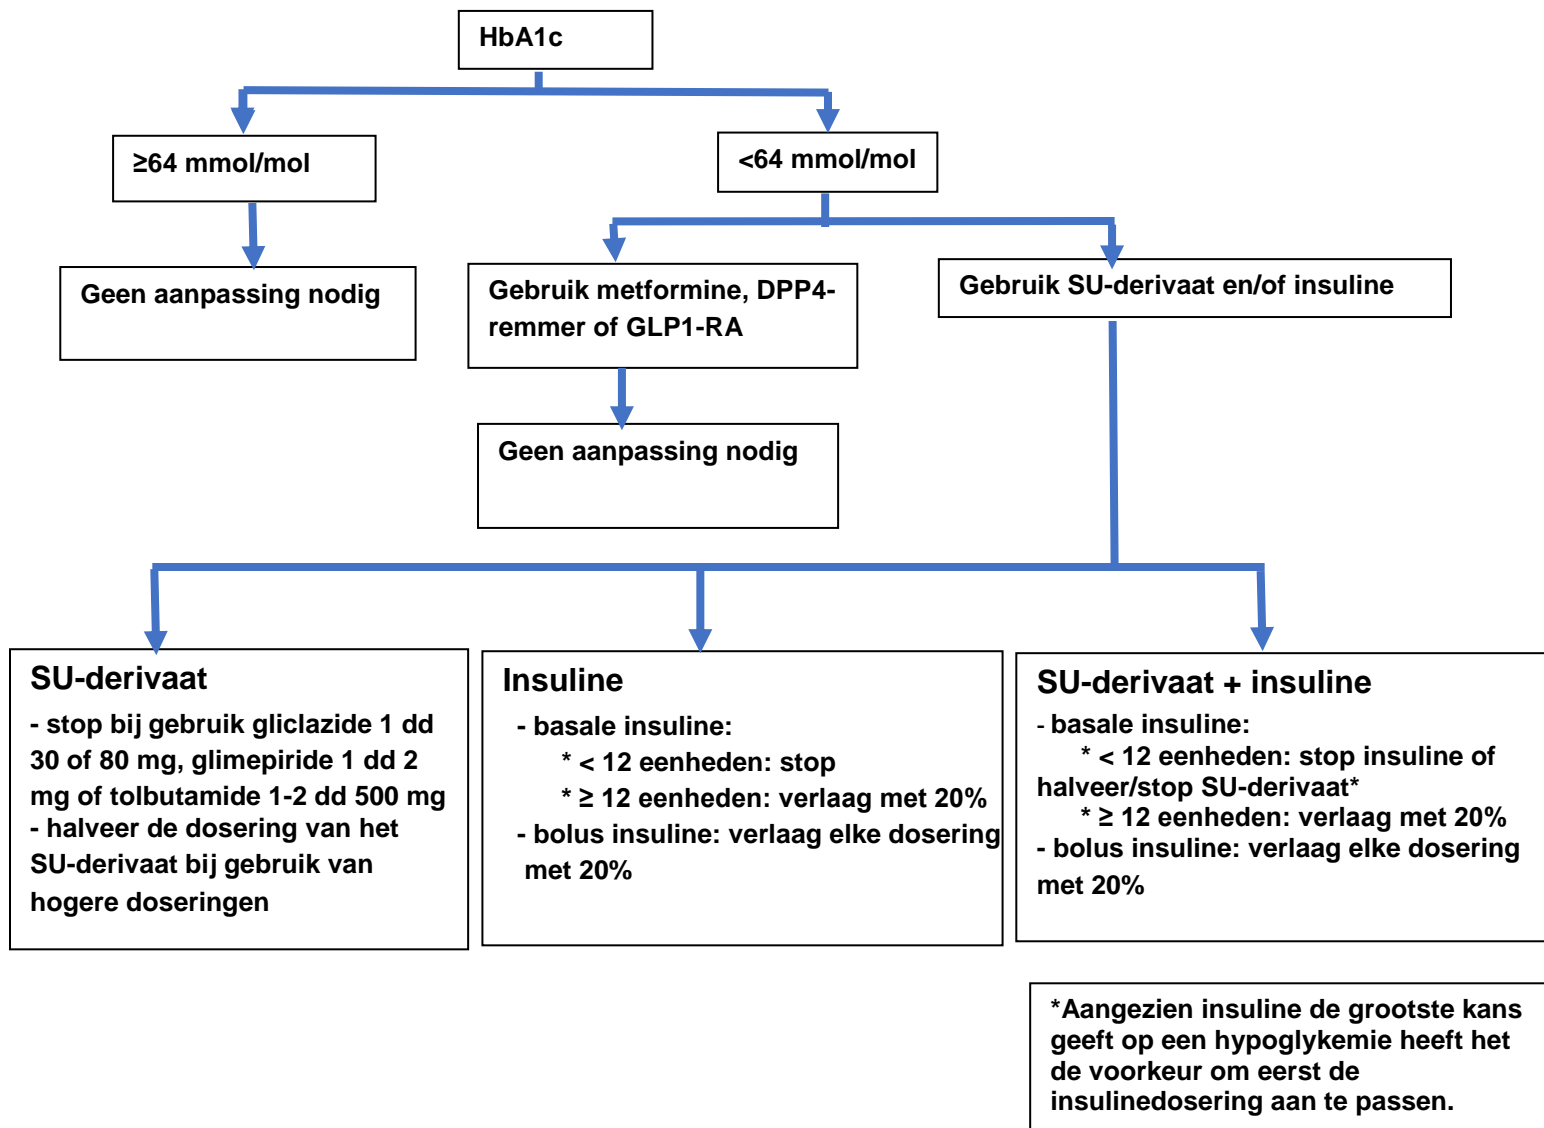 HbA1c
≥64 mmol/mol
<64 mmol/mol
Geen aanpassing nodig
Gebruik metformine, DPP4-
remmer of GLP1-RA
Gebruik SU-derivaat en/of insuline
Geen aanpassing nodig
SU-derivaat
- stop bij gebruik gliclazide 1 dd
30 of 80 mg, glimepiride 1 dd 2
mg of tolbutamide 1-2 dd 500 mg
- halveer de dosering van het
SU-derivaat bij gebruik van
hogere doseringen
Insuline
- basale insuline:
* < 12 eenheden: stop
* ≥ 12 eenheden: verlaag met 20%
- bolus insuline: verlaag elke dosering
met 20%
SU-derivaat + insuline
- basale insuline:
* < 12 eenheden: stop insuline of
halveer/stop SU-derivaat*
* ≥ 12 eenheden: verlaag met 20%
- bolus insuline: verlaag elke dosering
met 20%
*Aangezien insuline de grootste kans
geeft op een hypoglykemie heeft het
de voorkeur om eerst de
insulinedosering aan te passen.